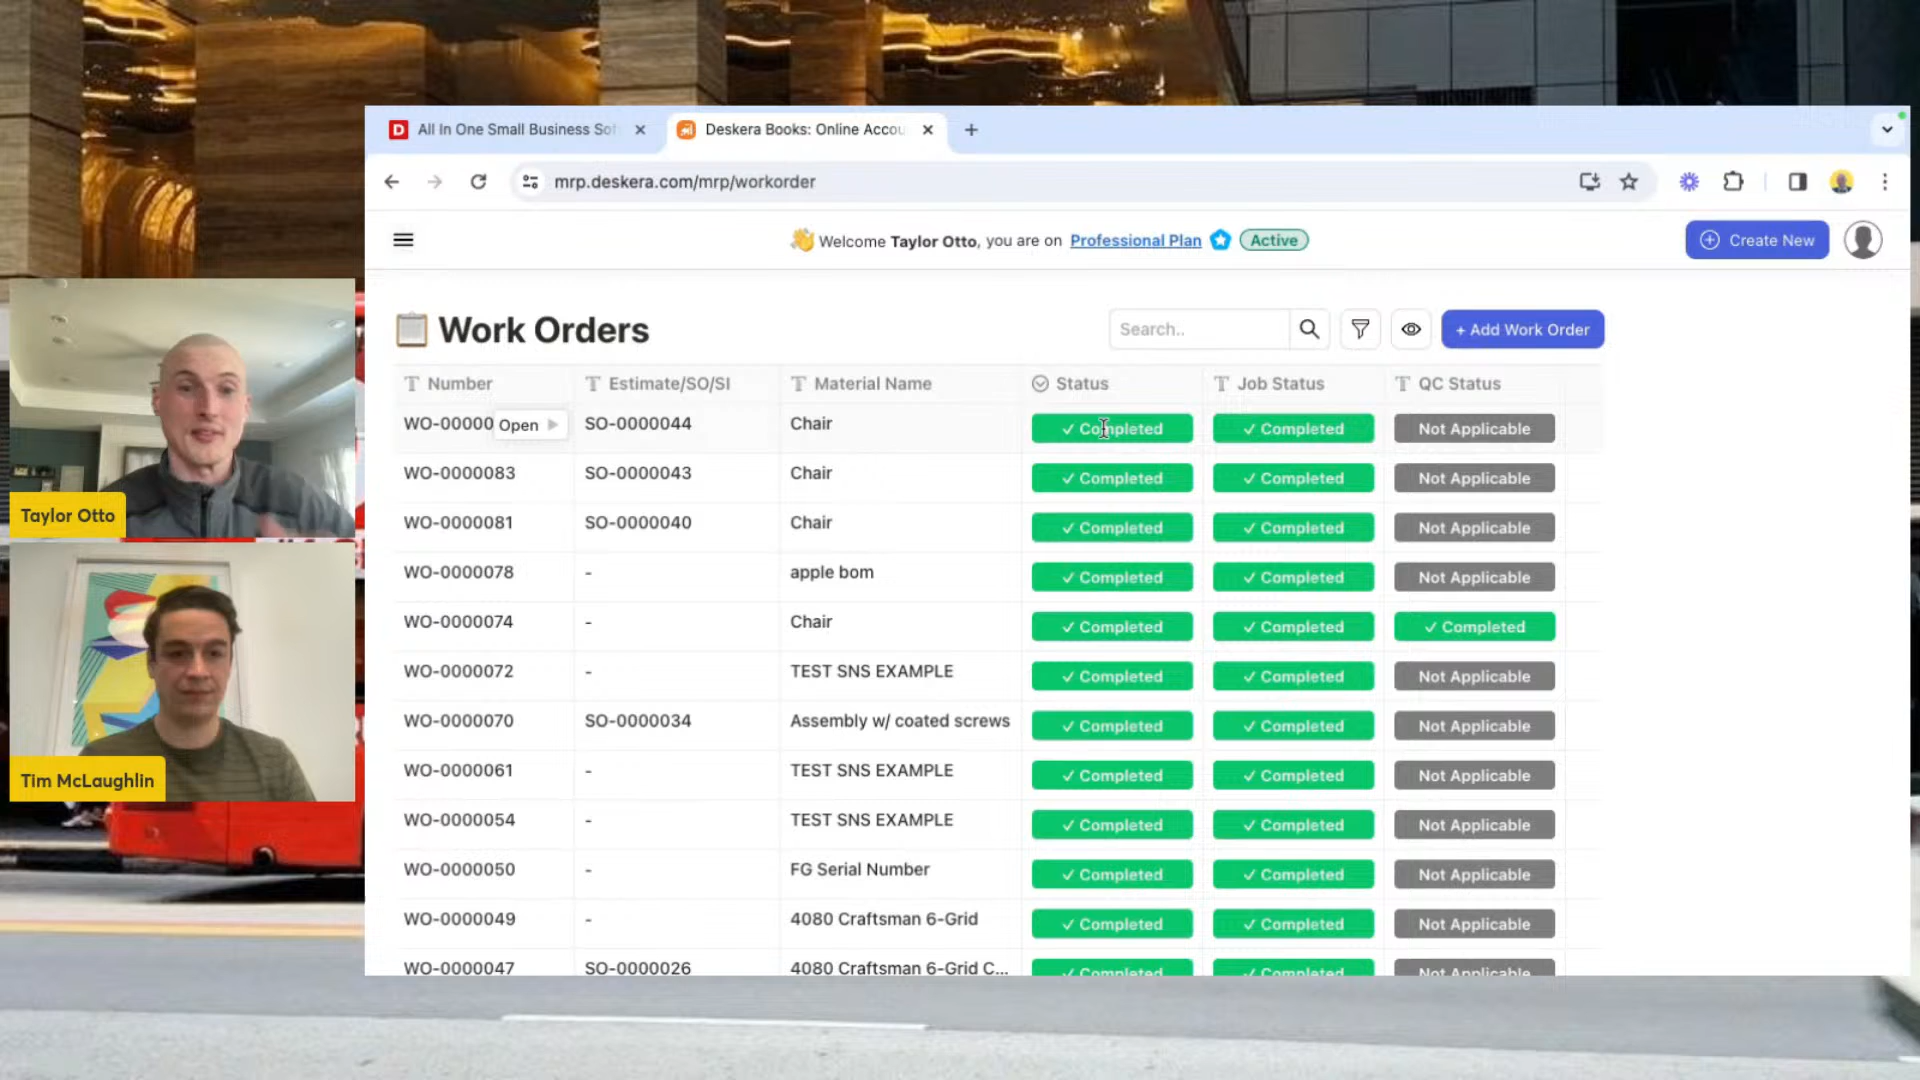 All In One Small Business Sof
Deskera Books: Online Accou
mrp.deskera.com/mrp/workorder
Welcome Taylor Otto, you are on Professional Plan Active
Create New
Work Orders
Search..
+ Add Work Order
Number Estimate/SO/SI Material Name Status Job Status QC Status
WO-00000 Open SO-0000044 Chair ✓ Completed ✓ Completed Not Applicable
WO-0000083 SO-0000043 Chair ✓ Completed ✓ Completed Not Applicable
WO-0000081 SO-0000040 Chair ✓ Completed ✓ Completed Not Applicable
WO-0000078 - apple bom ✓ Completed ✓ Completed Not Applicable
WO-0000074 - Chair ✓ Completed ✓ Completed ✓ Completed
WO-0000072 - TEST SNS EXAMPLE ✓ Completed ✓ Completed Not Applicable
WO-0000070 SO-0000034 Assembly w/ coated screws ✓ Completed ✓ Completed Not Applicable
WO-0000061 - TEST SNS EXAMPLE ✓ Completed ✓ Completed Not Applicable
WO-0000054 - TEST SNS EXAMPLE ✓ Completed ✓ Completed Not Applicable
WO-0000050 - FG Serial Number ✓ Completed ✓ Completed Not Applicable
WO-0000049 - 4080 Craftsman 6-Grid ✓ Completed ✓ Completed Not Applicable
WO-0000047 SO-0000026 4080 Craftsman 6-Grid C... ✓ Completed ✓ Completed Not Applicable
Taylor Otto
Tim McLaughlin